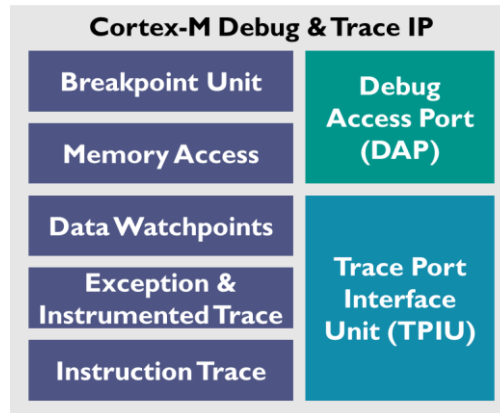 Cortex-M Debug & Trace IP
Breakpoint Unit
Memory Access
Data Watchpoints
Exception &
Instrumented Trace
Instruction Trace
Debug
Access Port
(DAP)
Trace Port
Interface
Unit (TPIU)